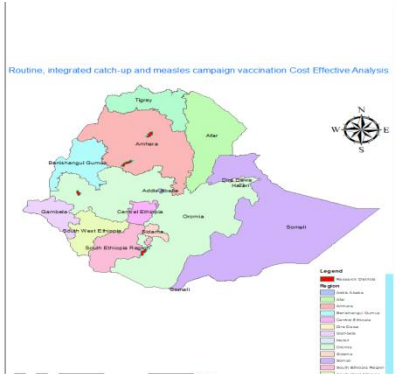 Routine, integrated catch-up and measles campaign vaccination Cost Effective Analysis
N
W E
S
Tigray
Afar
Amhara
Benishangul Gumuz
Dire Dawa
Harari
Addis Ababa
Gambela
Central Ethiopia
Oromia
Somali
South West Ethiopia
Sidama
South Ethiopia Region
Somali
Legend
Research Districts
Region
Addis Ababa
Afar
Amhara
Benishangul Gumuz
Central Ethiopia
Dire Dawa
Gambela
Harari
Oromia
Sidama
Somali
South Ethiopia Region